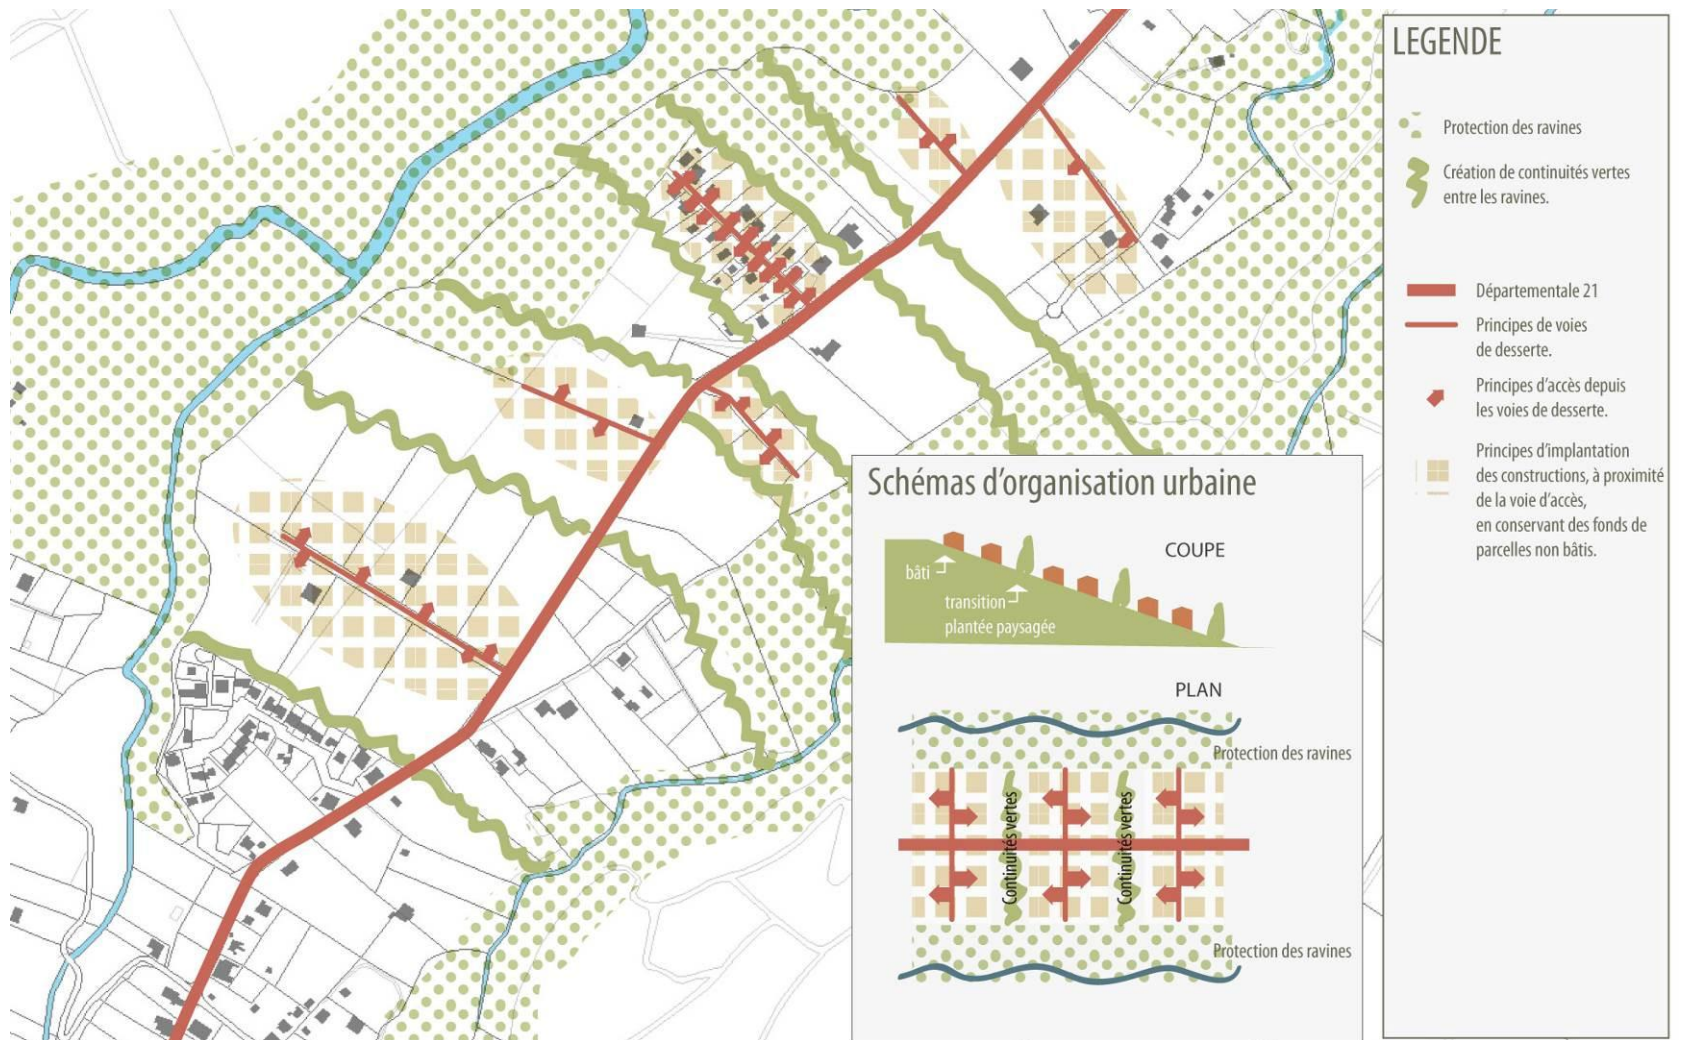 LEGENDE
Protection des ravines
Création de continuités vertes
entre les ravines.
Départementale 21
Principes de voies
de desserte.
Principes d'accès depuis
les voies de desserte.
Principes d'implantation
des constructions, à proximité
de la voie d'accès,
en conservant des fonds de
parcelles non bâtis.
Schémas d'organisation urbaine
COUPE
bâti
transition
plantée paysagée
PLAN
Protection des ravines
Continuités vertes
Continuités vertes
Protection des ravines